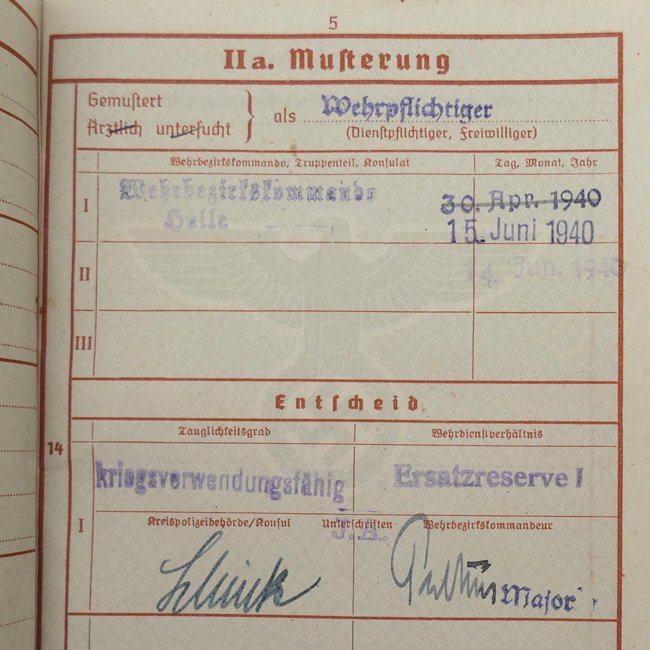 5
IIa. Musterung
Gemustert
Ärztlich untersucht
als Wehrpflichtiger
(Dienstpflichtiger, Freiwilliger)
Wehrbezirkskommando, Truppenteil, Konsulat
Tag, Monat, Jahr
I Wehrbezirkskommando 30. Apr. 1940
Halle 15. Juni 1940
II 14. Jun. 1940
III
Entscheid
Tauglichkeitsgrad Wehrdienstverhältnis
14
kriegsverwendungsfähig Ersatzreserve I
I Kreispolizeibehörde/Konsul Unterschriften Wehrbezirkskommandeur
J.A.
Major